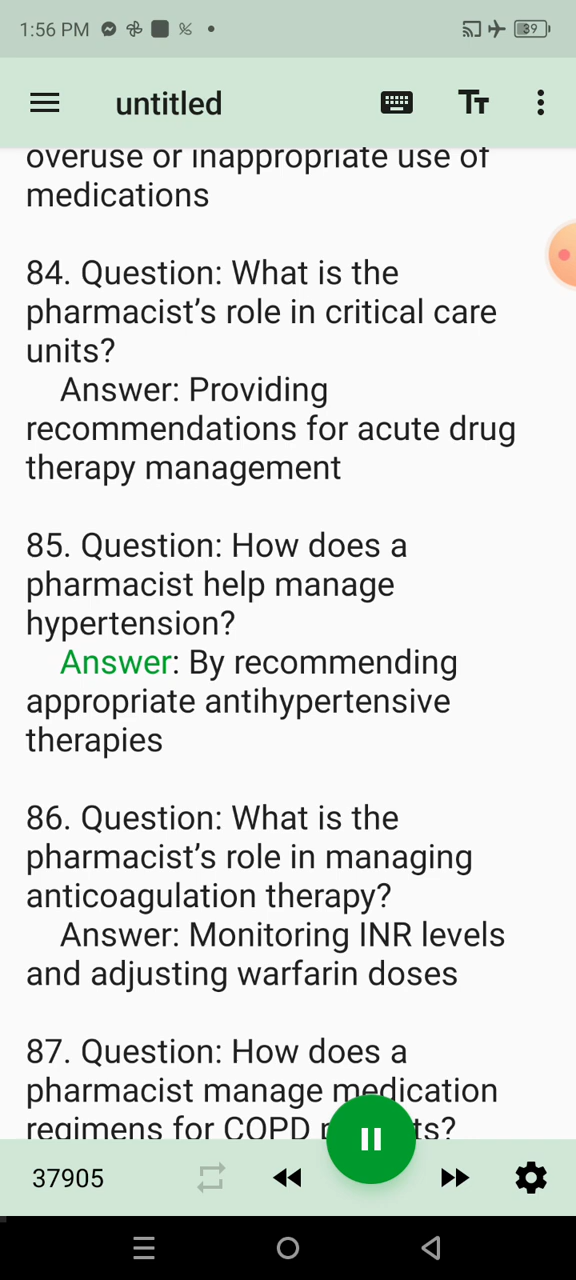 1:56 PM
39
untitled
overuse or inappropriate use of
medications
84. Question: What is the
pharmacist’s role in critical care
units?
Answer: Providing
recommendations for acute drug
therapy management
85. Question: How does a
pharmacist help manage
hypertension?
Answer: By recommending
appropriate antihypertensive
therapies
86. Question: What is the
pharmacist’s role in managing
anticoagulation therapy?
Answer: Monitoring INR levels
and adjusting warfarin doses
87. Question: How does a
pharmacist manage medication
regimens for COPD
37905